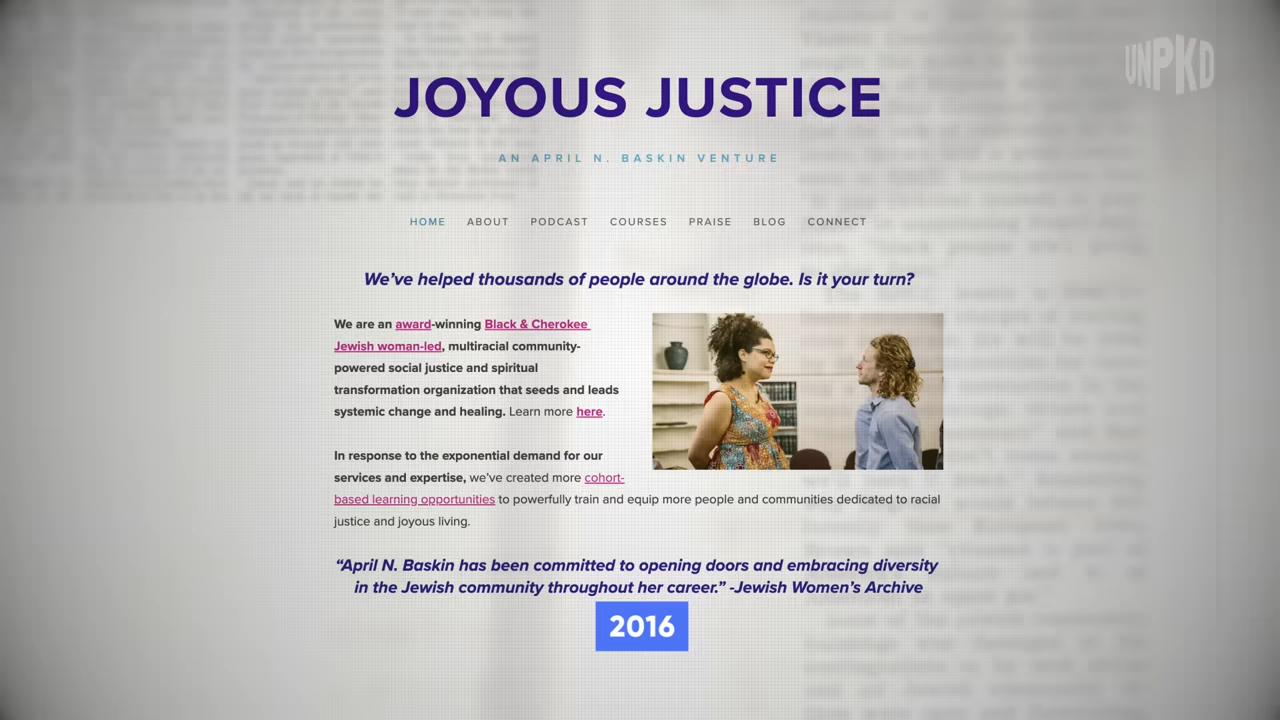 UNPKD
JOYOUS JUSTICE
AN APRIL N. BASKIN VENTURE
HOME ABOUT PODCAST COURSES PRAISE BLOG CONNECT
We've helped thousands of people around the globe. Is it your turn?
We are an award-winning Black & Cherokee
Jewish woman-led, multiracial community-
powered social justice and spiritual
transformation organization that seeds and leads
systemic change and healing. Learn more here.
In response to the exponential demand for our
services and expertise, we've created more cohort-
based learning opportunities to powerfully train and equip more people and communities dedicated to racial
justice and joyous living.
“April N. Baskin has been committed to opening doors and embracing diversity
in the Jewish community throughout her career.” -Jewish Women's Archive
2016